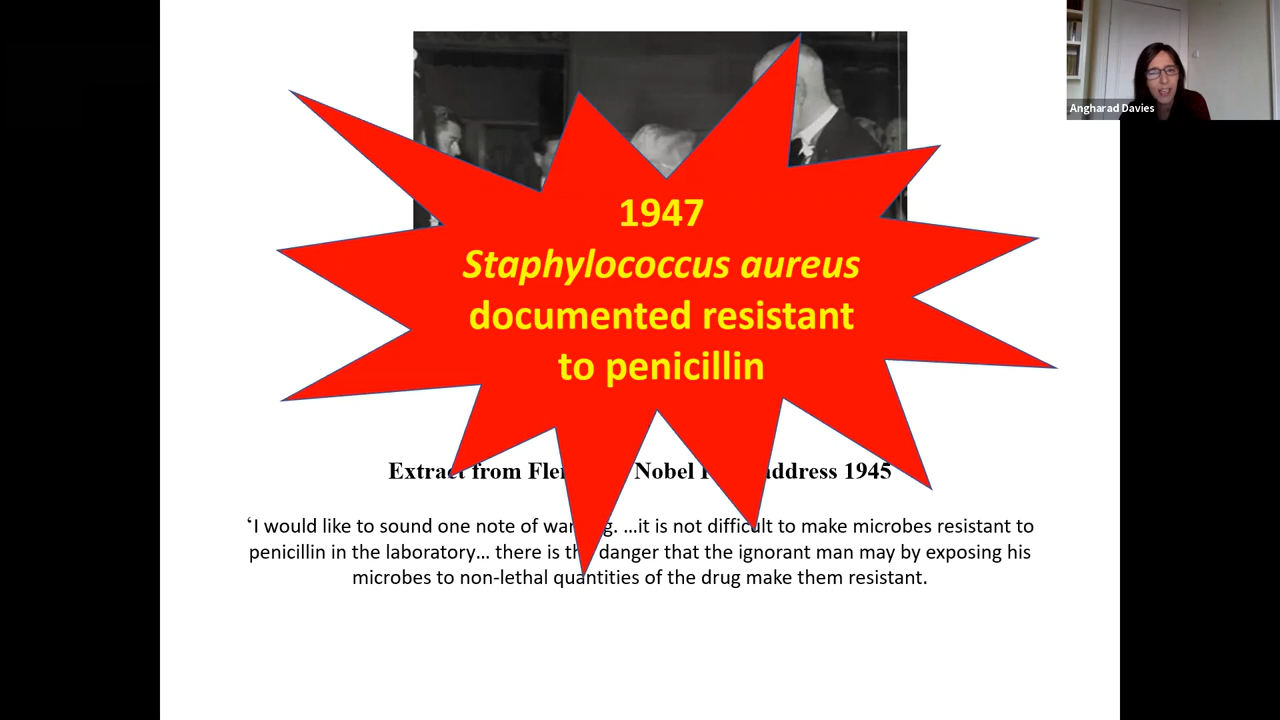 Angharad Davies
1947
Staphylococcus aureus
documented resistant
to penicillin
Extract from Nobel address 1945
‘I would like to sound one note of warning. ...it is not difficult to make microbes resistant to
penicillin in the laboratory... there is the danger that the ignorant man may by exposing his
microbes to non-lethal quantities of the drug make them resistant.